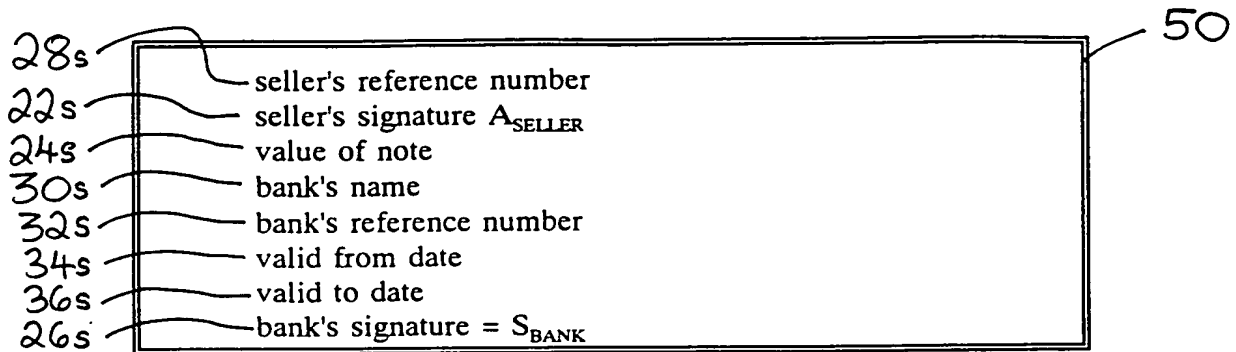 50
28s seller's reference number
22s seller's signature A_SELLER
24s value of note
30s bank's name
32s bank's reference number
34s valid from date
36s valid to date
26s bank's signature = S_BANK